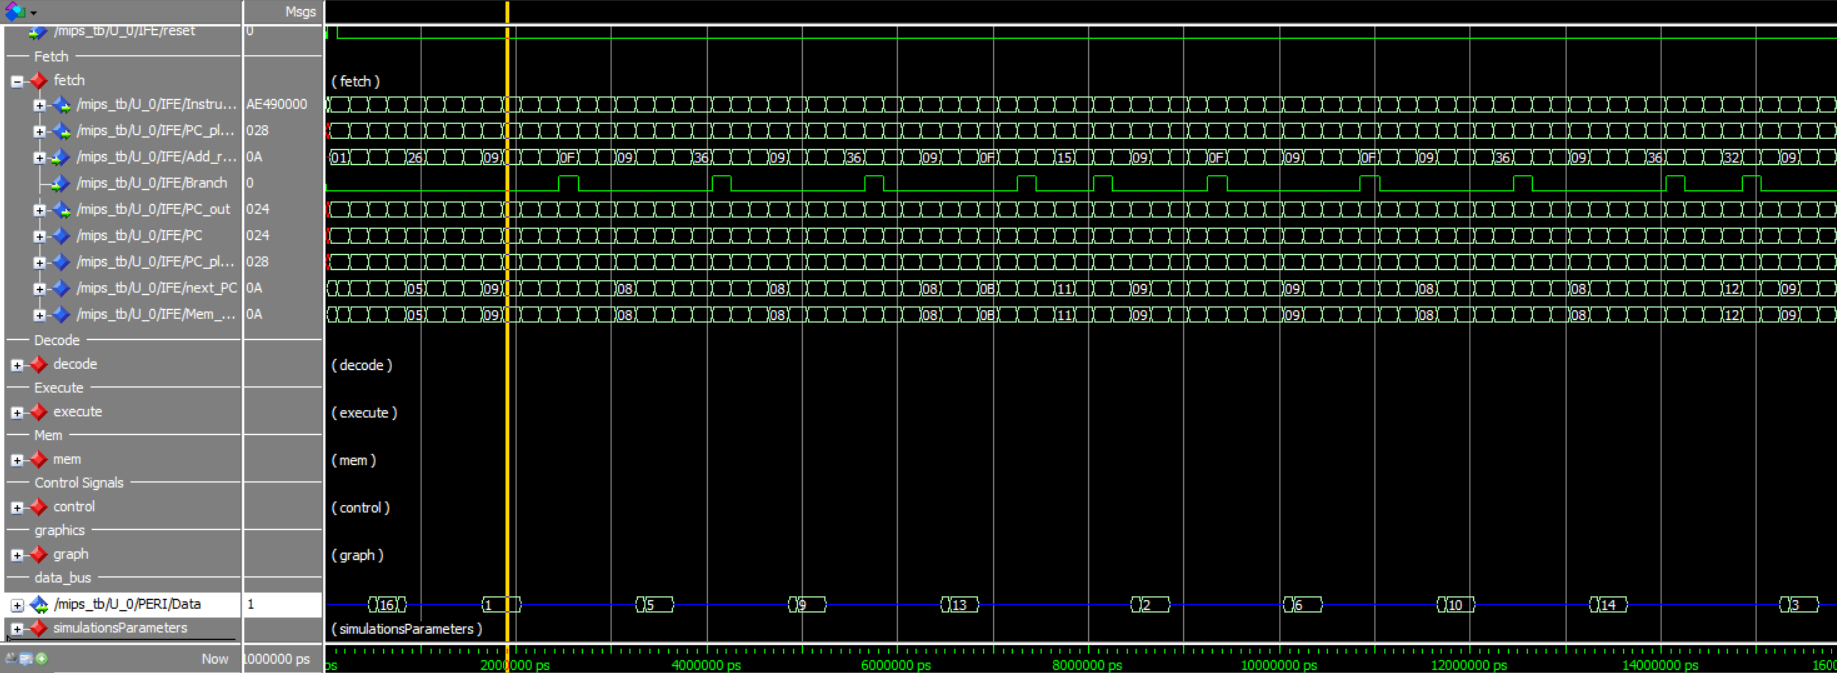 Msgs
/mips_tb/U_0/IFE/reset 0
Fetch
fetch ( fetch )
/mips_tb/U_0/IFE/Instru... AE490000
/mips_tb/U_0/IFE/PC_pl... 028
/mips_tb/U_0/IFE/Add_r... 0A 01 26 09 0F 09 36 09 36 09 0F 15 09 0F 09 0F 09 36 09 36 32 09
/mips_tb/U_0/IFE/Branch 0
/mips_tb/U_0/IFE/PC_out 024
/mips_tb/U_0/IFE/PC 024
/mips_tb/U_0/IFE/PC_pl... 028
/mips_tb/U_0/IFE/next_PC 0A 05 09 08 08 08 0B 11 09 09 08 08 12 09
/mips_tb/U_0/IFE/Mem_... 0A 05 09 08 08 08 0B 11 09 09 08 08 12 09
Decode
decode ( decode )
Execute
execute ( execute )
Mem
mem ( mem )
Control Signals
control ( control )
graphics
graph ( graph )
data_bus
/mips_tb/U_0/PERI/Data 1 16 1 5 9 13 2 6 10 14 3
simulationsParameters ( simulationsParameters )
Now 1000000 ps ps 2000000 ps 4000000 ps 6000000 ps 8000000 ps 10000000 ps 12000000 ps 14000000 ps 1600